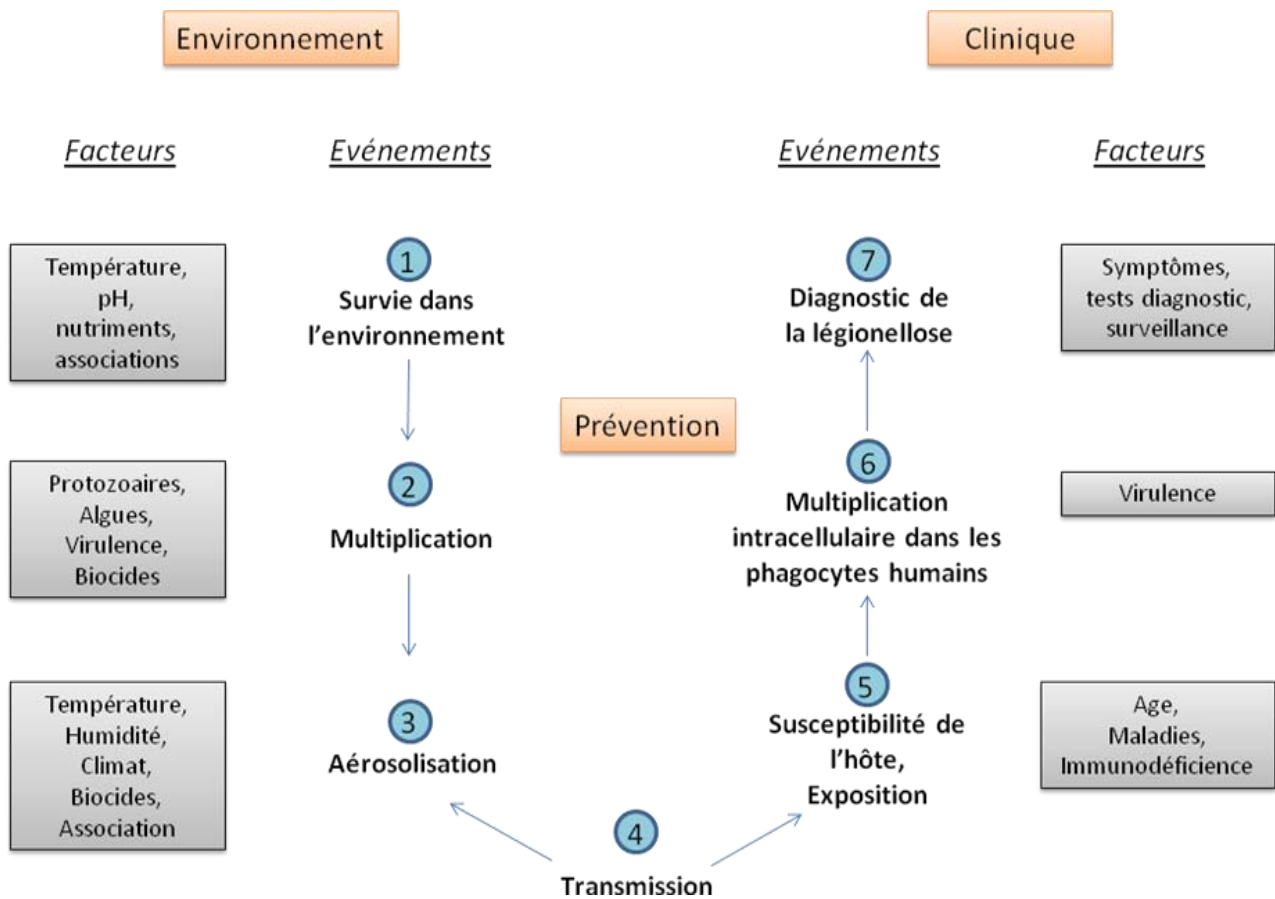 Environnement
Clinique
Facteurs
Evénements
Evénements
Facteurs
Température,
pH,
nutriments,
associations
1
Survie dans
l'environnement
7
Diagnostic de
la légionellose
Symptômes,
tests diagnostic,
surveillance
Prévention
Protozoaires,
Algues,
Virulence,
Biocides
2
Multiplication
6
Multiplication
intracellulaire dans les
phagocytes humains
Virulence
Température,
Humidité,
Climat,
Biocides,
Association
3
Aérosolisation
5
Susceptibilité de
l'hôte,
Exposition
Age,
Maladies,
Immunodéficience
4
Transmission